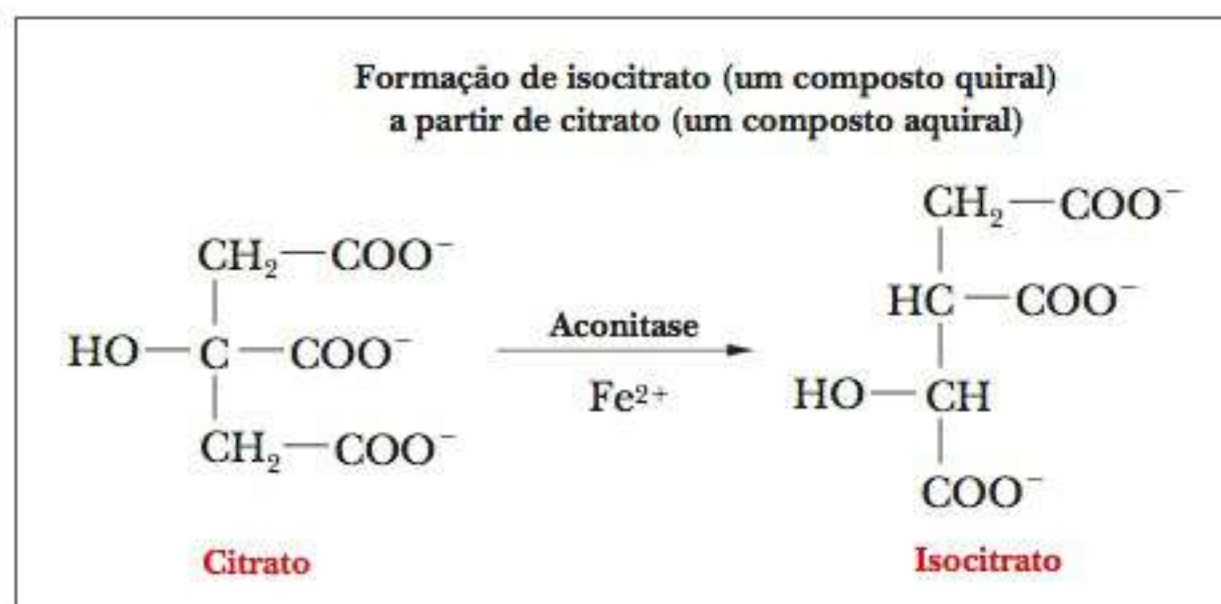 Formação de isocitrato (um composto quiral)
a partir de citrato (um composto aquiral)
CH₂—COO⁻
HO—C—COO⁻
CH₂—COO⁻
Citrato
Aconitase
Fe²⁺
CH₂—COO⁻
HC—COO⁻
HO—CH
COO⁻
Isocitrato